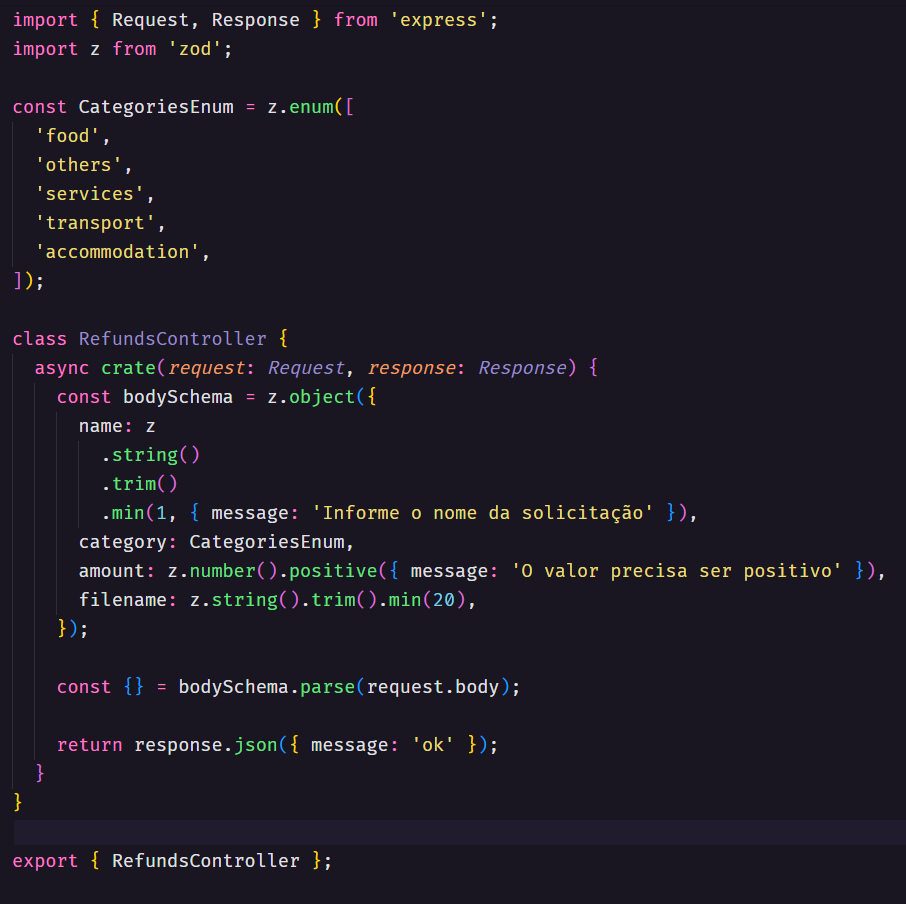 import { Request, Response } from 'express';
import z from 'zod';
const CategoriesEnum = z.enum([
'food',
'others',
'services',
'transport',
'accommodation',
]);
class RefundsController {
async crate(request: Request, response: Response) {
const bodySchema = z.object({
name: z
.string()
.trim()
.min(1, { message: 'Informe o nome da solicitação' }),
category: CategoriesEnum,
amount: z.number().positive({ message: 'O valor precisa ser positivo' }),
filename: z.string().trim().min(20),
});
const {} = bodySchema.parse(request.body);
return response.json({ message: 'ok' });
}
}
export { RefundsController };